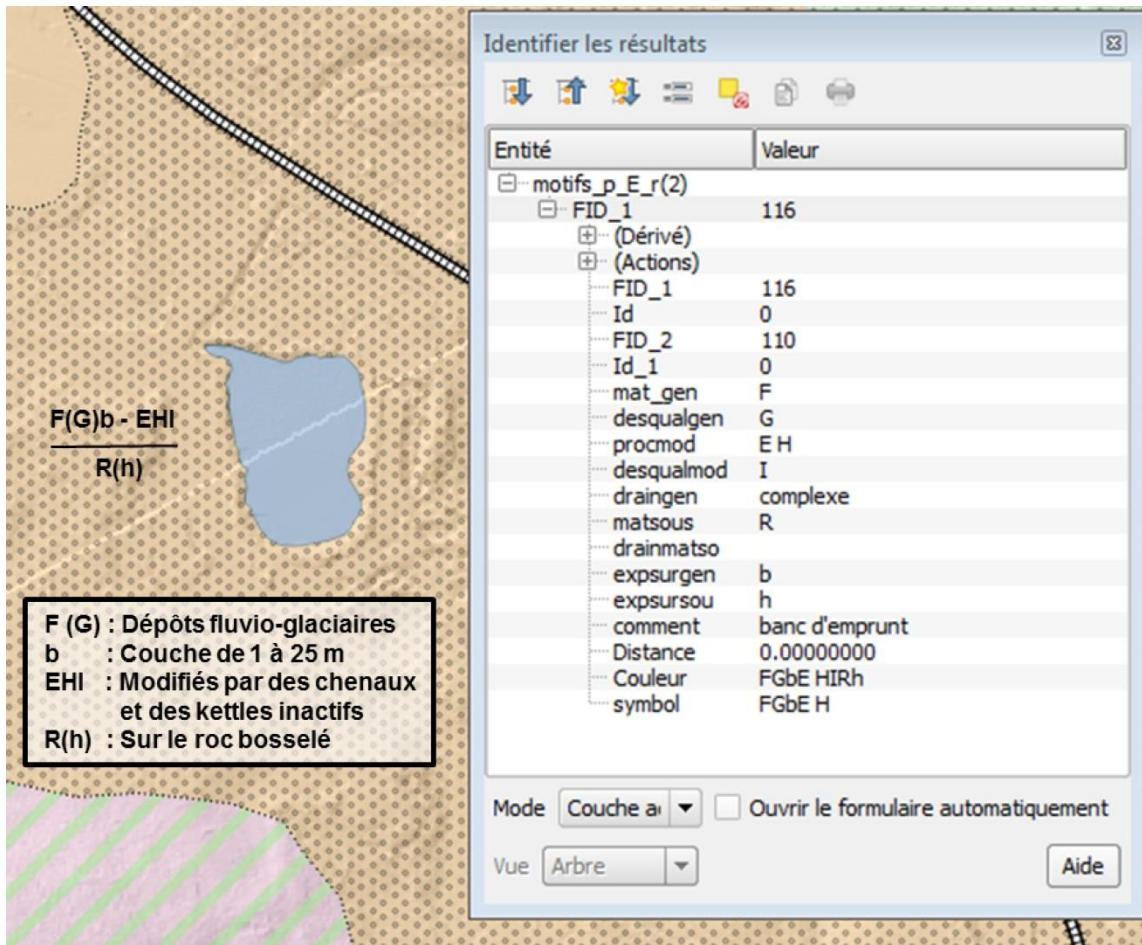 F(G)b - EHI
R(h)
F (G) : Dépôts fluvio-glaciaires
b : Couche de 1 à 25 m
EHI : Modifiés par des chenaux
et des kettles inactifs
R(h) : Sur le roc bosselé
Identifier les résultats
Entité Valeur
motifs_p_E_r(2)
FID_1 116
(Dérivé)
(Actions)
FID_1 116
Id 0
FID_2 110
Id_1 0
mat_gen F
desqualgen G
procmod E H
desqualmod I
draingen complexe
matsous R
drainmatso
expsurgen b
expsursou h
comment banc d'emprunt
Distance 0.00000000
Couleur FGbE HIRh
symbol FGbE H
Mode Couche a Ouvrir le formulaire automatiquement
Vue Arbre Aide